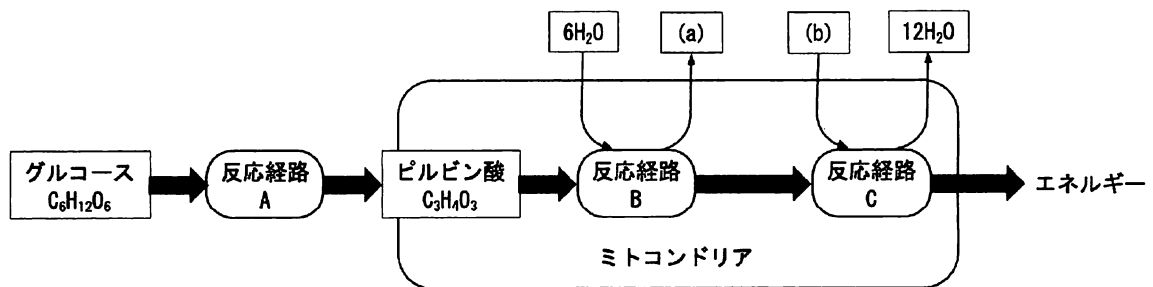 6H₂O
(a)
(b)
12H₂O
グルコース
C₆H₁₂O₆
反応経路
A
ピルビン酸
C₃H₄O₃
反応経路
B
反応経路
C
エネルギー
ミトコンドリア